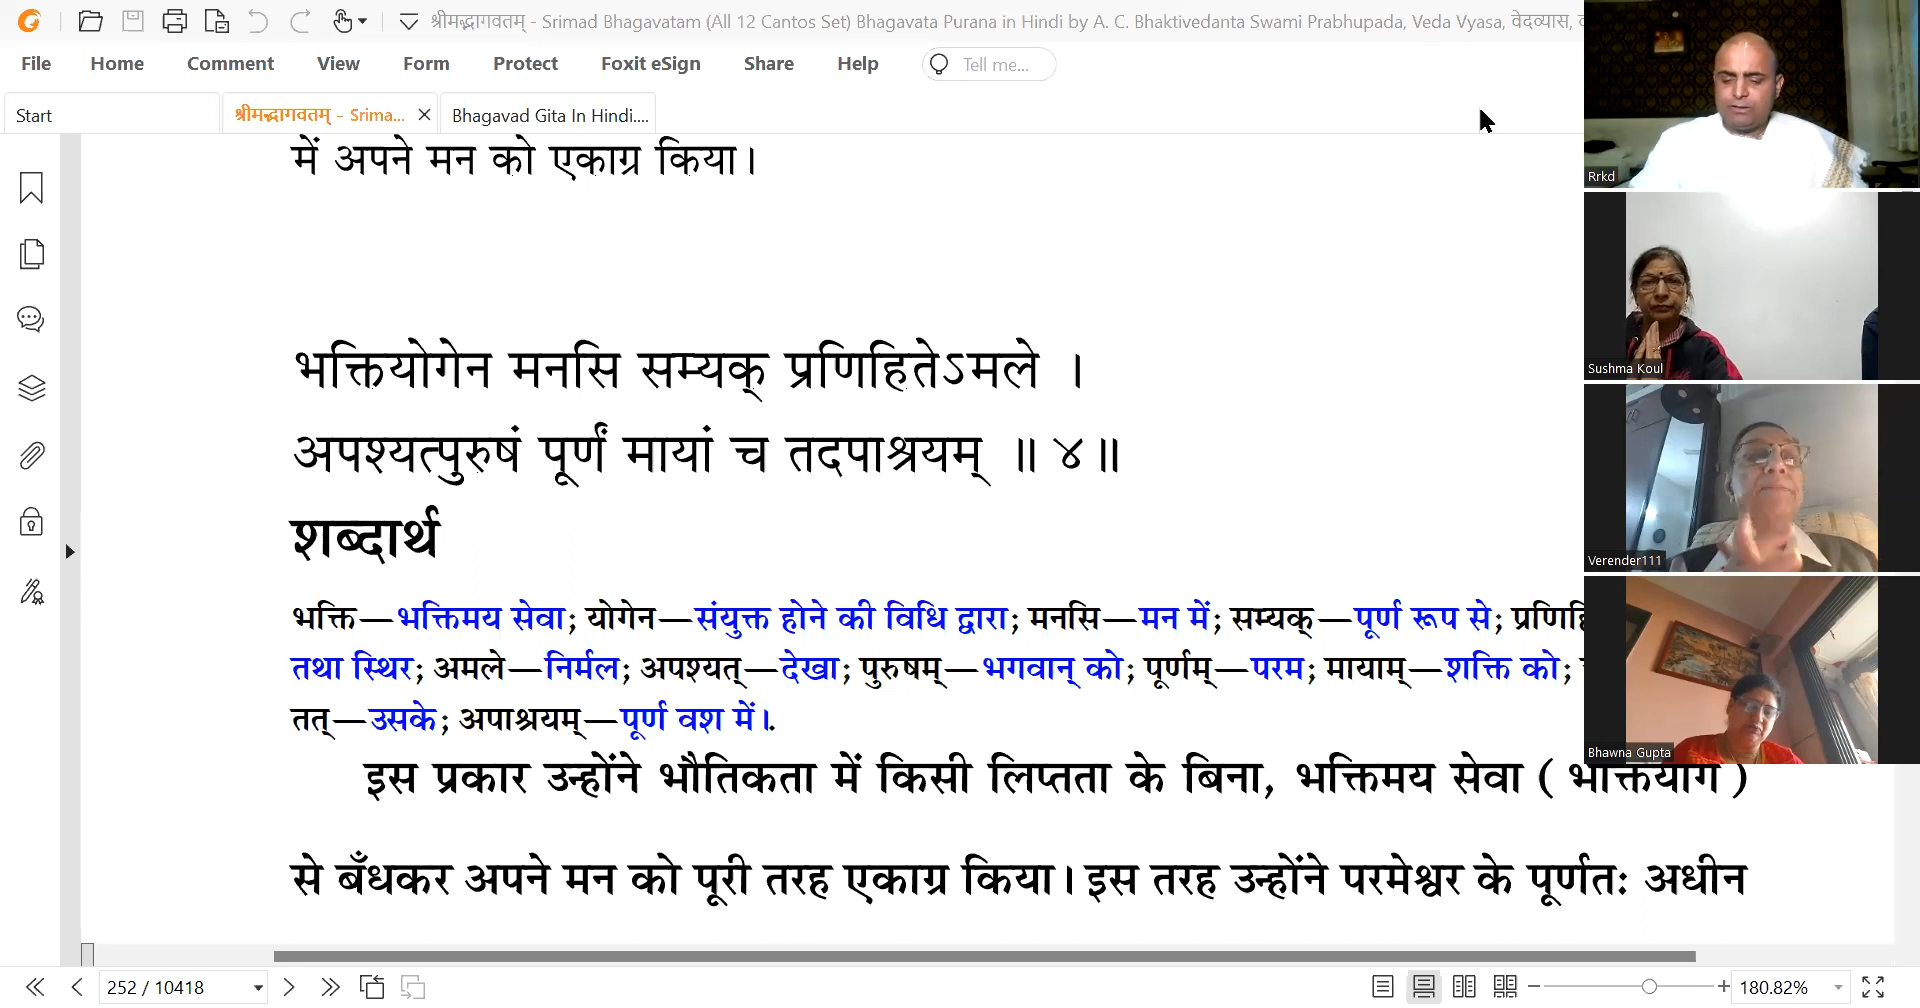 श्रीमद्भागवतम् - Srimad Bhagavatam (All 12 Cantos Set) Bhagavata Purana in Hindi by A. C. Bhaktivedanta Swami Prabhupada, Veda Vyasa, वेदव्यास,
File Home Comment View Form Protect Foxit eSign Share Help Tell me...
Start श्रीमद्भागवतम् - Srima... Bhagavad Gita In Hindi....
में अपने मन को एकाग्र किया।
भक्तियोगेन मनसि सम्यक् प्रणिहितेऽमले ।
अपश्यत्पुरुषं पूर्णं मायां च तदपाश्रयम् ॥ ४॥
शब्दार्थ
भक्ति—भक्तिमय सेवा; योगेन—संयुक्त होने की विधि द्वारा; मनसि—मन में; सम्यक्—पूर्ण रूप से;
तथा स्थिर; अमले—निर्मल; अपश्यत्—देखा; पुरुषम्—भगवान् को; पूर्णम्—परम; मायाम्—शक्ति को;
तत्—उसके; अपाश्रयम्—पूर्ण वश में।.
इस प्रकार उन्होंने भौतिकता में किसी लिप्तता के बिना, भक्तिमय सेवा ( भक्तियोग )
से बँधकर अपने मन को पूरी तरह एकाग्र किया। इस तरह उन्होंने परमेश्वर के पूर्णतः अधीन
Rrkd
Sushma Koul
Verender111
Bhawna Gupta
252 / 10418
180.82%